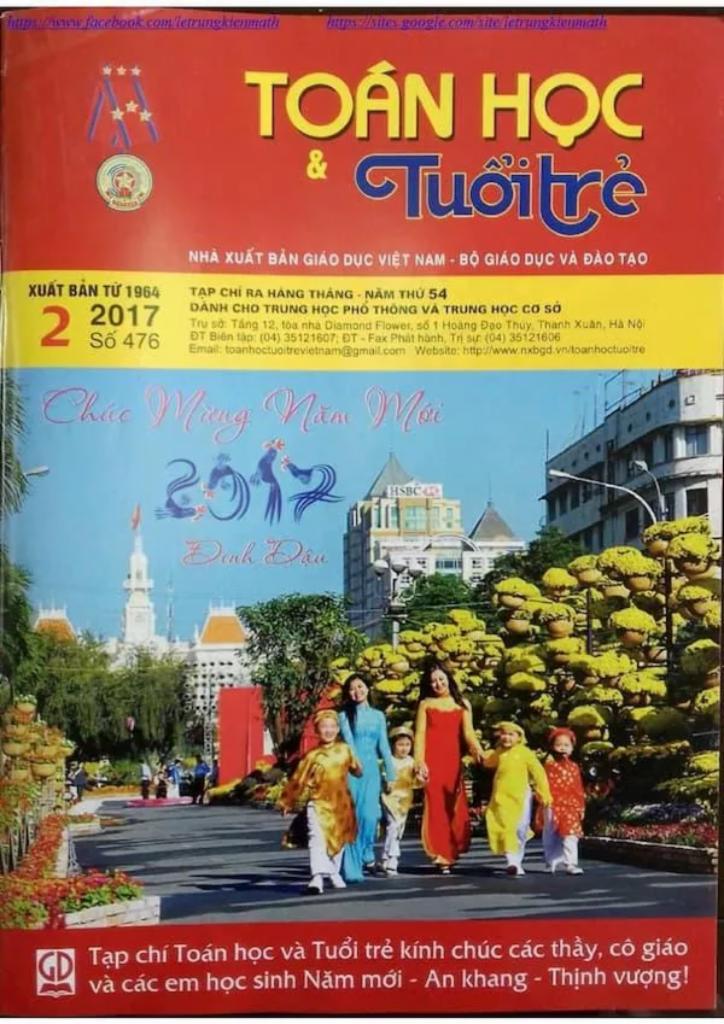 https://www.facebook.com/letrungkienmath https://sites.google.com/site/letrungkienmath
TOÁN HỌC
& Tuổi trẻ
NHÀ XUẤT BẢN GIÁO DỤC VIỆT NAM - BỘ GIÁO DỤC VÀ ĐÀO TẠO
XUẤT BẢN TỪ 1964
2 2017
Số 476
TẠP CHÍ RA HÀNG THÁNG - NĂM THỨ 54
DÀNH CHO TRUNG HỌC PHỔ THÔNG VÀ TRUNG HỌC CƠ SỞ
Trụ sở: Tầng 12, tòa nhà Diamond Flower, số 1 Hoàng Đạo Thúy, Thanh Xuân, Hà Nội
ĐT Biên tập: (04) 35121607; ĐT - Fax Phát hành, Trị sự: (04) 35121606
Email: toanhoctuoitrevietnam@gmail.com Website: http://www.nxbgd.vn/toanhoctuoitre
Chúc Mừng Năm Mới
2017
Đinh Dậu
HSBC
GD
Tạp chí Toán học và Tuổi trẻ kính chúc các thầy, cô giáo
và các em học sinh Năm mới - An khang - Thịnh vượng!